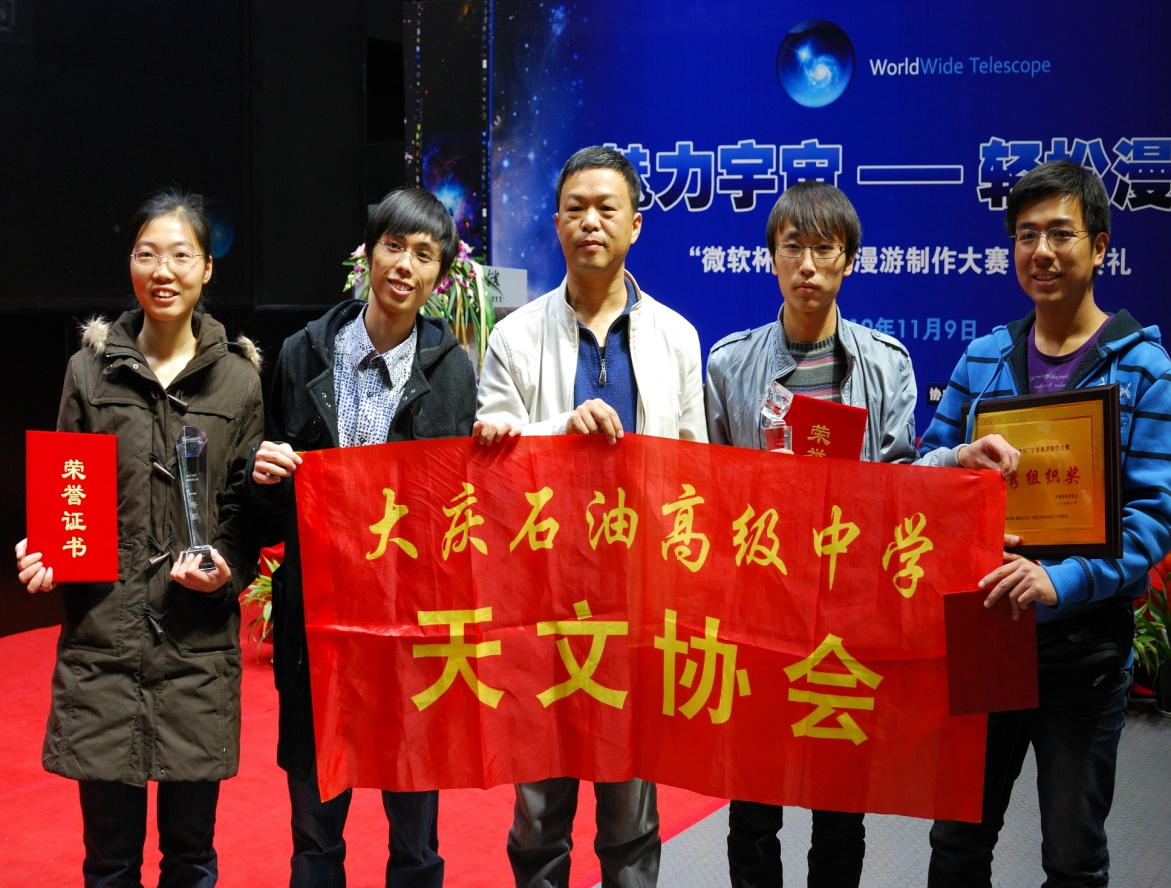 WorldWide Telescope
魅力宇宙 — 轻松漫
“微软杯 漫游制作大赛 礼
年11月9日
荣誉证书
荣誉
组织奖
大庆石油高级中学
天文协会